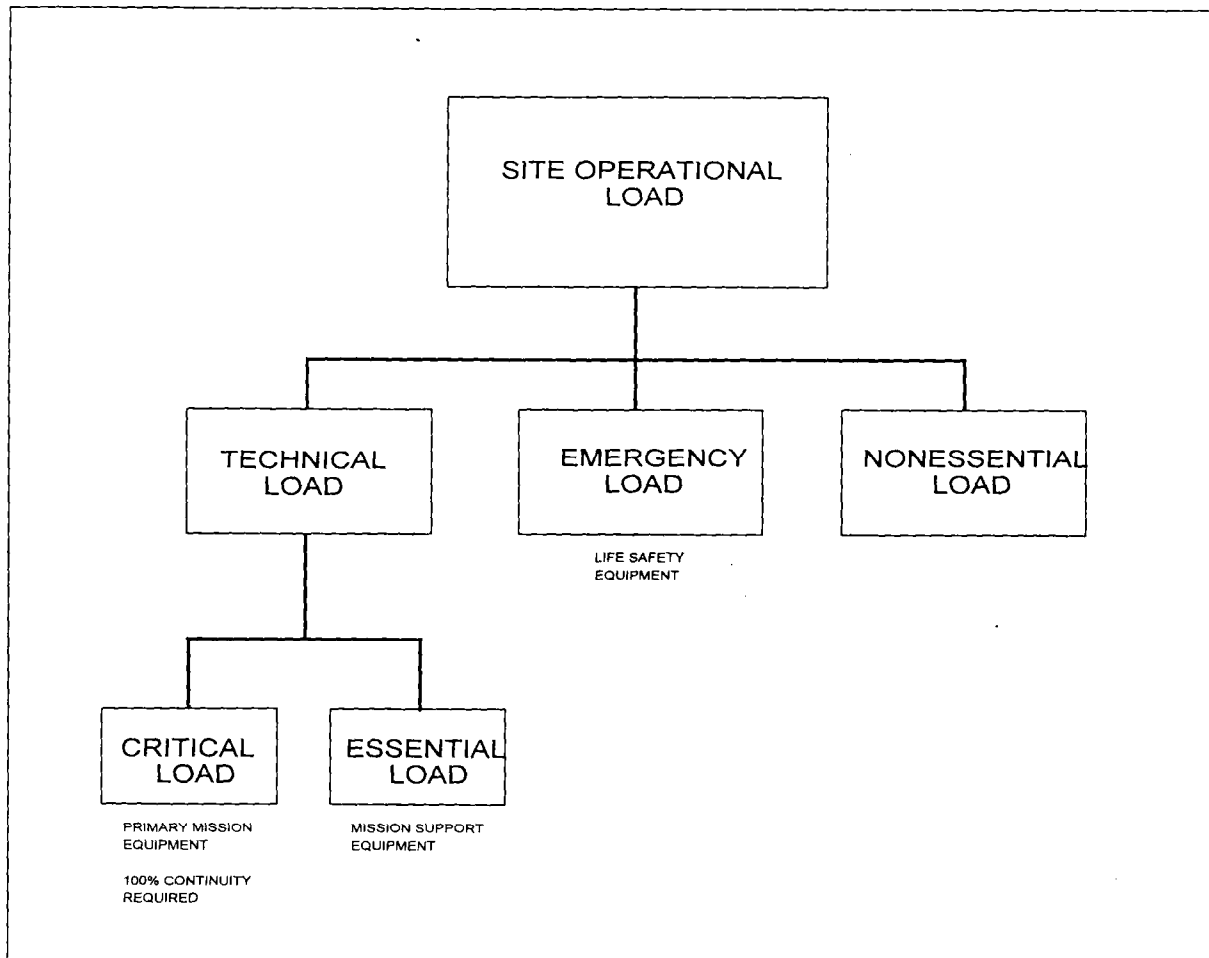 SITE OPERATIONAL
LOAD
TECHNICAL
LOAD
EMERGENCY
LOAD
NONESSENTIAL
LOAD
LIFE SAFETY
EQUIPMENT
CRITICAL
LOAD
ESSENTIAL
LOAD
PRIMARY MISSION
EQUIPMENT
100% CONTINUITY
REQUIRED
MISSION SUPPORT
EQUIPMENT